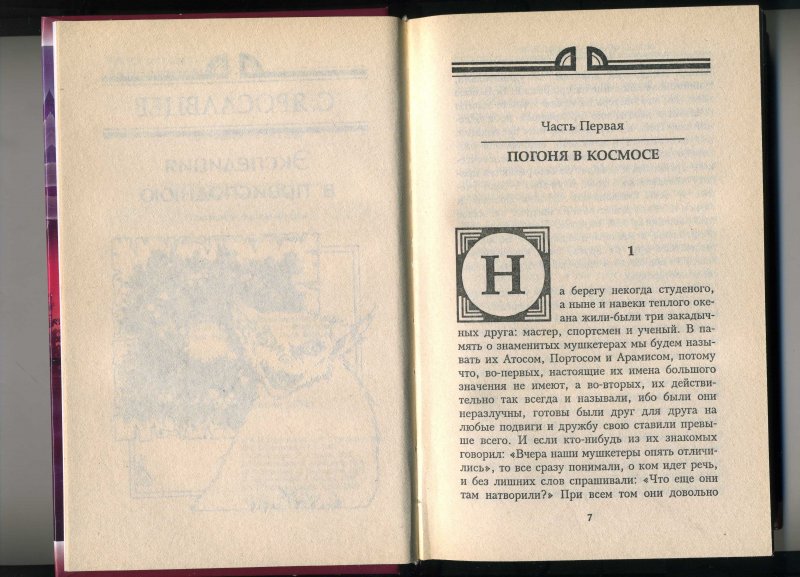 Часть Первая
ПОГОНЯ В КОСМОСЕ
1
На берегу некогда студеного,
а ныне и навеки теплого оке-
ана жили-были три закадыч-
ных друга: мастер, спортсмен и ученый. В па-
мять о знаменитых мушкетерах мы будем назы-
вать их Атосом, Портосом и Арамисом, потому
что, во-первых, настоящие их имена большого
значения не имеют, а во-вторых, их действи-
тельно так всегда и называли, ибо были они
неразлучны, готовы были друг для друга на
любые подвиги и дружбу свою ставили превы-
ше всего. И если кто-нибудь из их знакомых
говорил: «Вчера наши мушкетеры опять отличи-
лись», то все сразу понимали, о ком идет речь,
и без лишних слов спрашивали: «Что еще они
там натворили?» При всем том они довольно
7